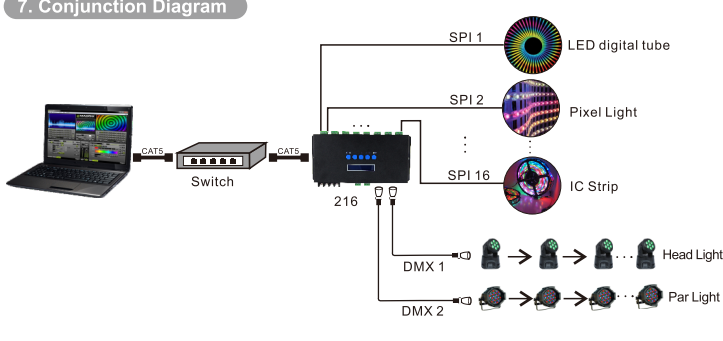 7. Conjunction Diagram
SPI 1
LED digital tube
SPI 2
Pixel Light
CAT5
CAT5
Switch
216
SPI 16
IC Strip
DMX 1
Head Light
DMX 2
Par Light